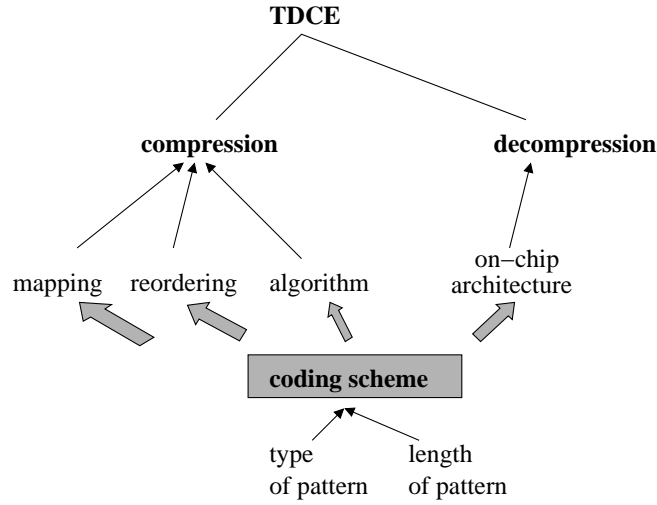 TDCE
compression
decompression
mapping
reordering
algorithm
on−chip
architecture
coding scheme
type
of pattern
length
of pattern